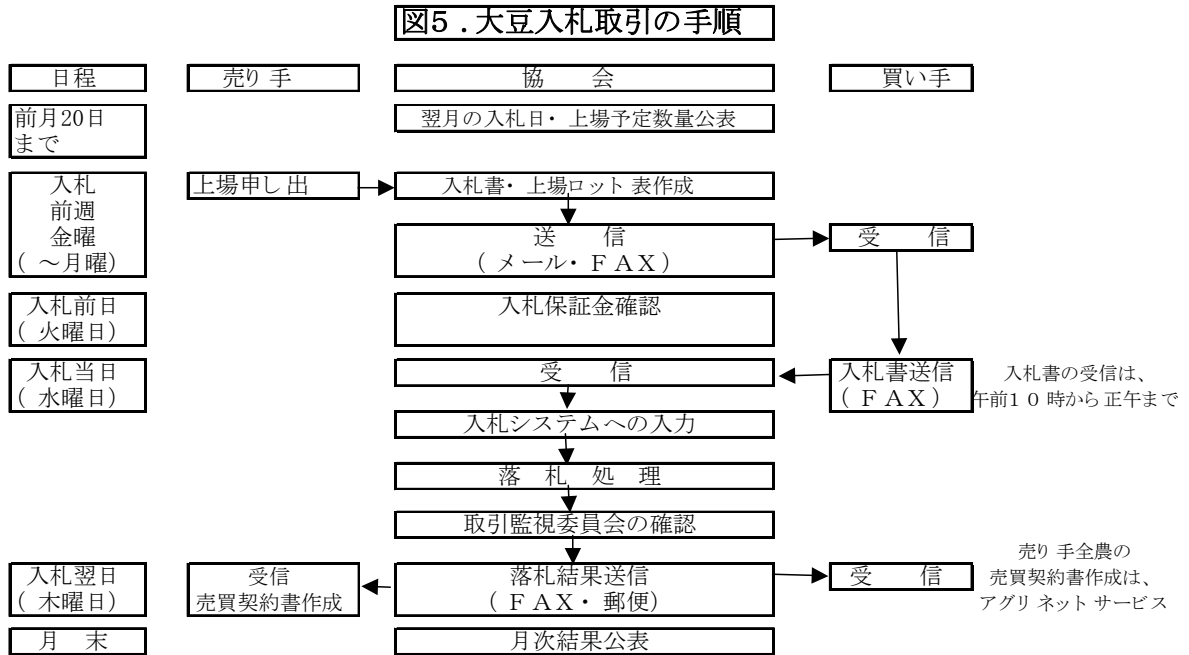 図5．大豆入札取引の手順
日程 売り手 協　会 買い手
前月20日
まで
翌月の入札日・上場予定数量公表
入札
前週
金曜
(～月曜)
上場申し出
入札書・上場ロット表作成
送　信
(メール・ＦＡＸ)
受　信
入札前日
(火曜日)
入札保証金確認
入札当日
(水曜日)
受　信
入札書送信
(ＦＡＸ)
入札書の受信は、
午前１０時から正午まで
入札システムへの入力
落　札　処　理
取引監視委員会の確認
入札翌日
(木曜日)
受信
売買契約書作成
落札結果送信
(ＦＡＸ・郵便)
受　信
売り手全農の
売買契約書作成は、
アグリネットサービス
月　末
月次結果公表